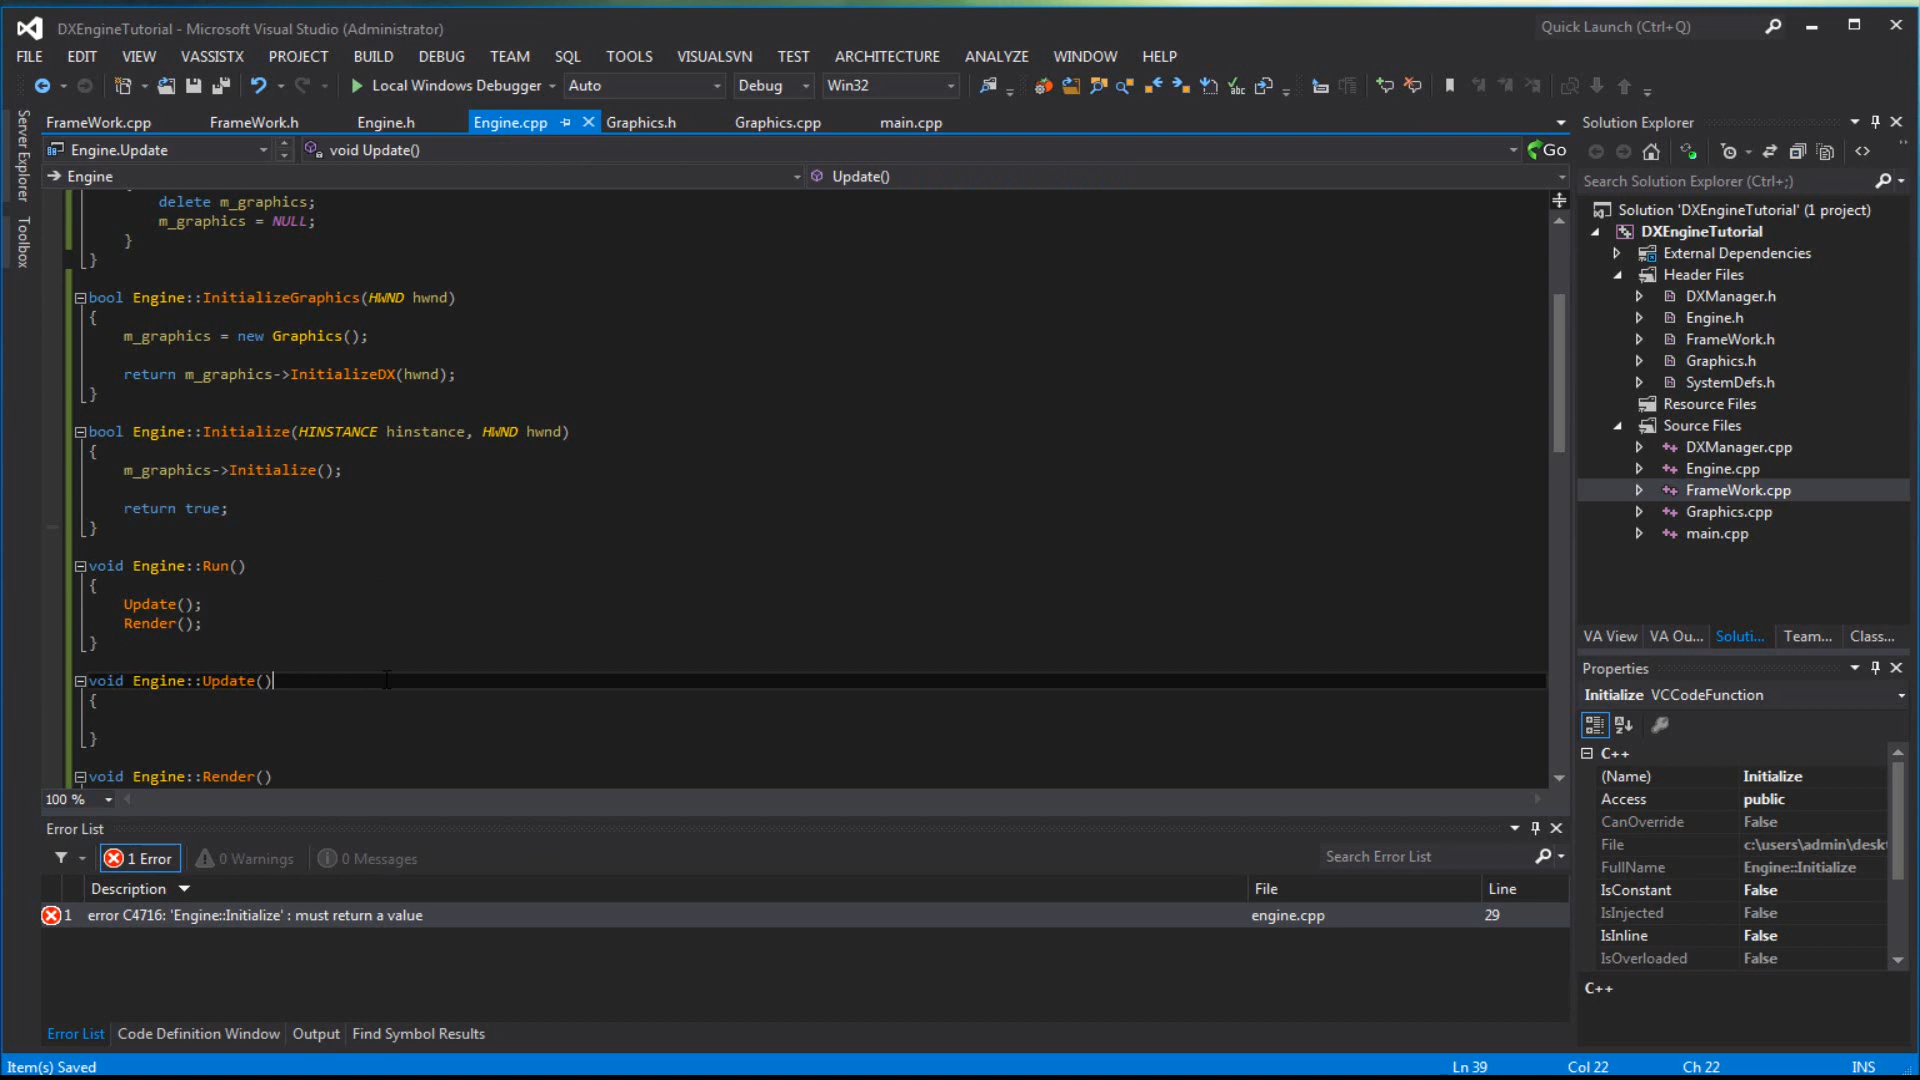 DXEngineTutorial - Microsoft Visual Studio (Administrator)
Quick Launch (Ctrl+Q)
FILE EDIT VIEW VASSISTX PROJECT BUILD DEBUG TEAM SQL TOOLS VISUALSVN TEST ARCHITECTURE ANALYZE WINDOW HELP
Local Windows Debugger Auto Debug Win32
Server Explorer
Toolbox
FrameWork.cpp FrameWork.h Engine.h Engine.cpp Graphics.h Graphics.cpp main.cpp
Engine.Update void Update() Go
Engine Update()
delete m_graphics;
m_graphics = NULL;
}
}
bool Engine::InitializeGraphics(HWND hwnd)
{
m_graphics = new Graphics();
return m_graphics->InitializeDX(hwnd);
}
bool Engine::Initialize(HINSTANCE hinstance, HWND hwnd)
{
m_graphics->Initialize();
return true;
}
void Engine::Run()
{
Update();
Render();
}
void Engine::Update()
{
}
void Engine::Render()
100 %
Solution Explorer
Search Solution Explorer (Ctrl+;)
Solution 'DXEngineTutorial' (1 project)
DXEngineTutorial
External Dependencies
Header Files
DXManager.h
Engine.h
FrameWork.h
Graphics.h
SystemDefs.h
Resource Files
Source Files
DXManager.cpp
Engine.cpp
FrameWork.cpp
Graphics.cpp
main.cpp
VA View VA Ou... Soluti... Team... Class...
Properties
Initialize VCCodeFunction
C++
(Name) Initialize
Access public
CanOverride False
File c:\users\admin\desk
FullName Engine::Initialize
IsConstant False
IsInjected False
IsInline False
IsOverloaded False
C++
Error List
1 Error 0 Warnings 0 Messages
Search Error List
Description File Line
1 error C4716: 'Engine::Initialize' : must return a value engine.cpp 29
Error List Code Definition Window Output Find Symbol Results
Item(s) Saved Ln 39 Col 22 Ch 22 INS